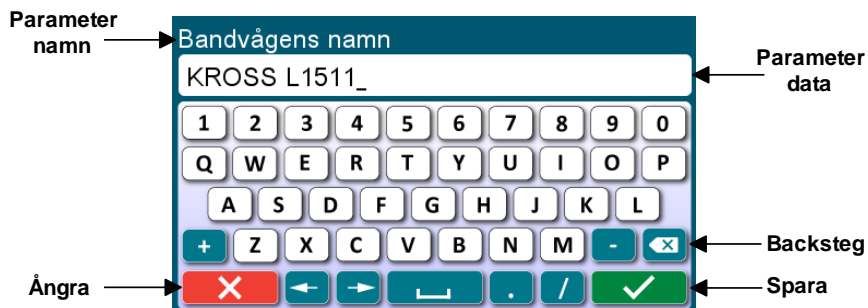 Parameter namn
Bandvågens namn
KROSS L1511_
Parameter data
1 2 3 4 5 6 7 8 9 0
Q W E R T Y U I O P
A S D F G H J K L
+ Z X C V B N M -
Backsteg
Ångra
. /
Spara